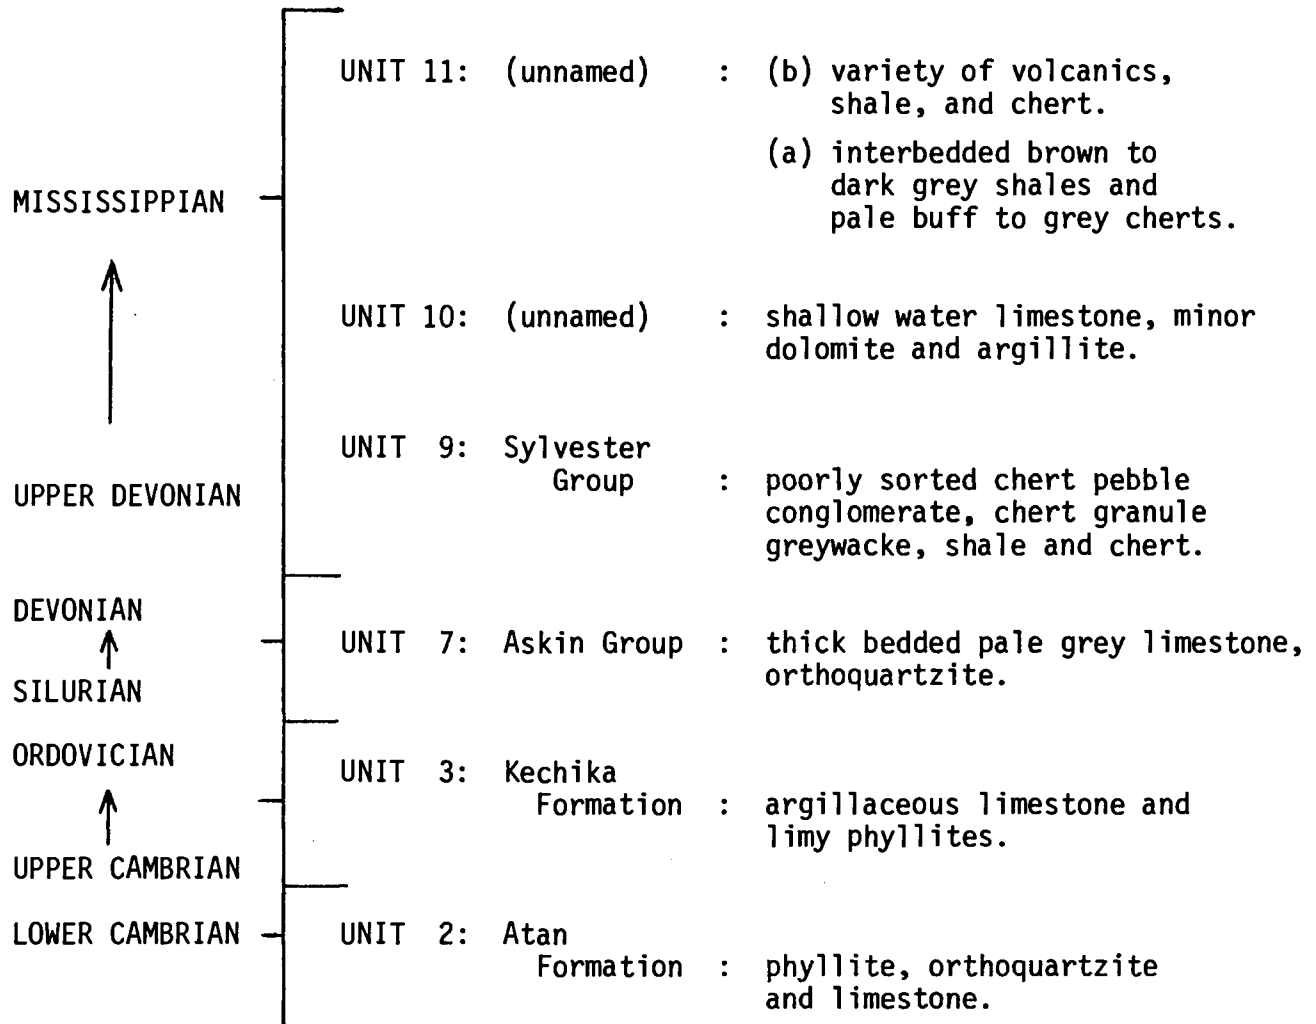 UNIT 11: (unnamed) : (b) variety of volcanics,
shale, and chert.
(a) interbedded brown to
dark grey shales and
MISSISSIPPIAN
pale buff to grey cherts.
UNIT 10: (unnamed) : shallow water limestone, minor
dolomite and argillite.
UNIT 9: Sylvester
Group : poorly sorted chert pebble
UPPER DEVONIAN
conglomerate, chert granule
greywacke, shale and chert.
DEVONIAN
UNIT 7: Askin Group : thick bedded pale grey limestone,
orthoquartzite.
SILURIAN
ORDOVICIAN
UNIT 3: Kechika
Formation : argillaceous limestone and
limy phyllites.
UPPER CAMBRIAN
LOWER CAMBRIAN
UNIT 2: Atan
Formation : phyllite, orthoquartzite
and limestone.